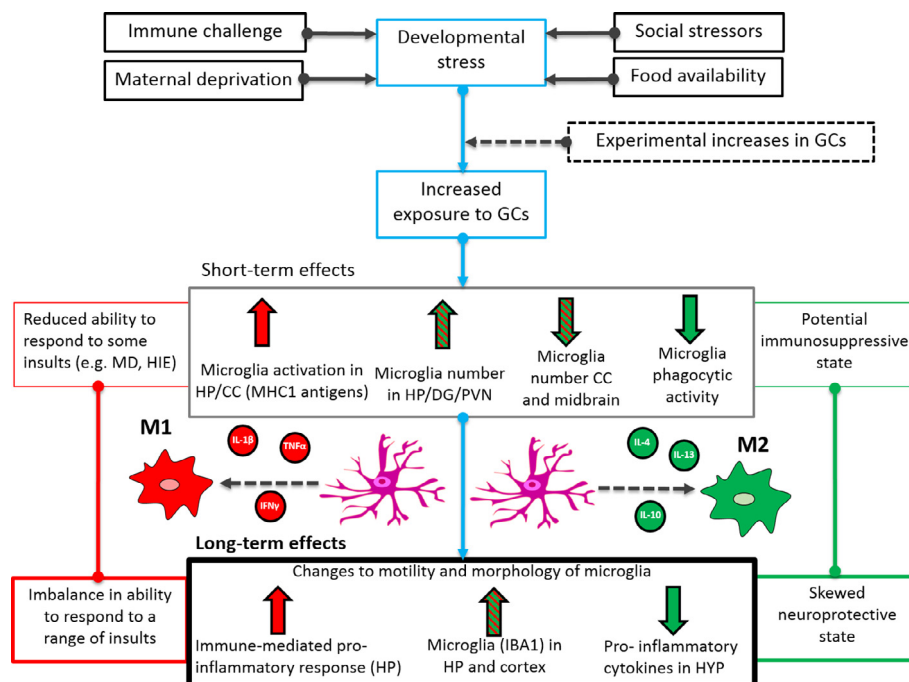 Immune challenge
Maternal deprivation
Developmental
stress
Social stressors
Food availability
Experimental increases in GCs
Increased
exposure to GCs
Short-term effects
Reduced ability to
respond to some
insults (e.g. MD, HIE)
Microglia activation in
HP/CC (MHC1 antigens)
Microglia number
in HP/DG/PVN
Microglia
number CC
and midbrain
Microglia
phagocytic
activity
Potential
immunosuppressive
state
M1
IL-1β
TNFα
IFNγ
IL-4
IL-13
IL-10
M2
Long-term effects
Changes to motility and morphology of microglia
Imbalance in ability
to respond to a
range of insults
Immune-mediated pro-
inflammatory response (HP)
Microglia (IBA1) in
HP and cortex
Pro- inflammatory
cytokines in HYP
Skewed
neuroprotective
state